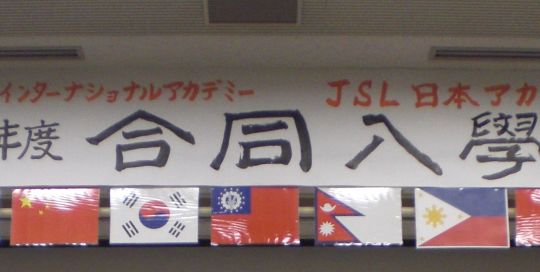 インターナショナルアカデミー JSL日本アカ
年度 合同入學